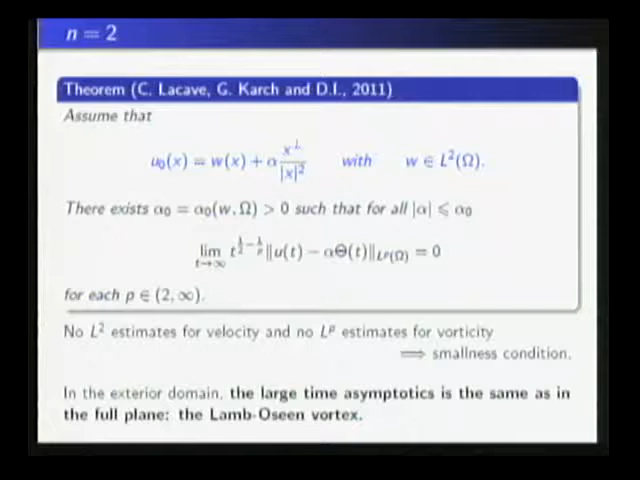 n = 2
Theorem (C. Lacave, G. Karch and D.I., 2011)
Assume that
u₀(x) = w(x) + α x^⊥/|x|² with w ∈ L²(Ω).
There exists α₀ = α₀(w, Ω) > 0 such that for all |α| ⩽ α₀
lim_{t→∞} t^{1/2 − 1/p} ‖u(t) − αΘ(t)‖_{L^p(Ω)} = 0
for each p ∈ (2, ∞).
No L² estimates for velocity and no L^p estimates for vorticity
⟹ smallness condition.
In the exterior domain, the large time asymptotics is the same as in
the full plane: the Lamb-Oseen vortex.